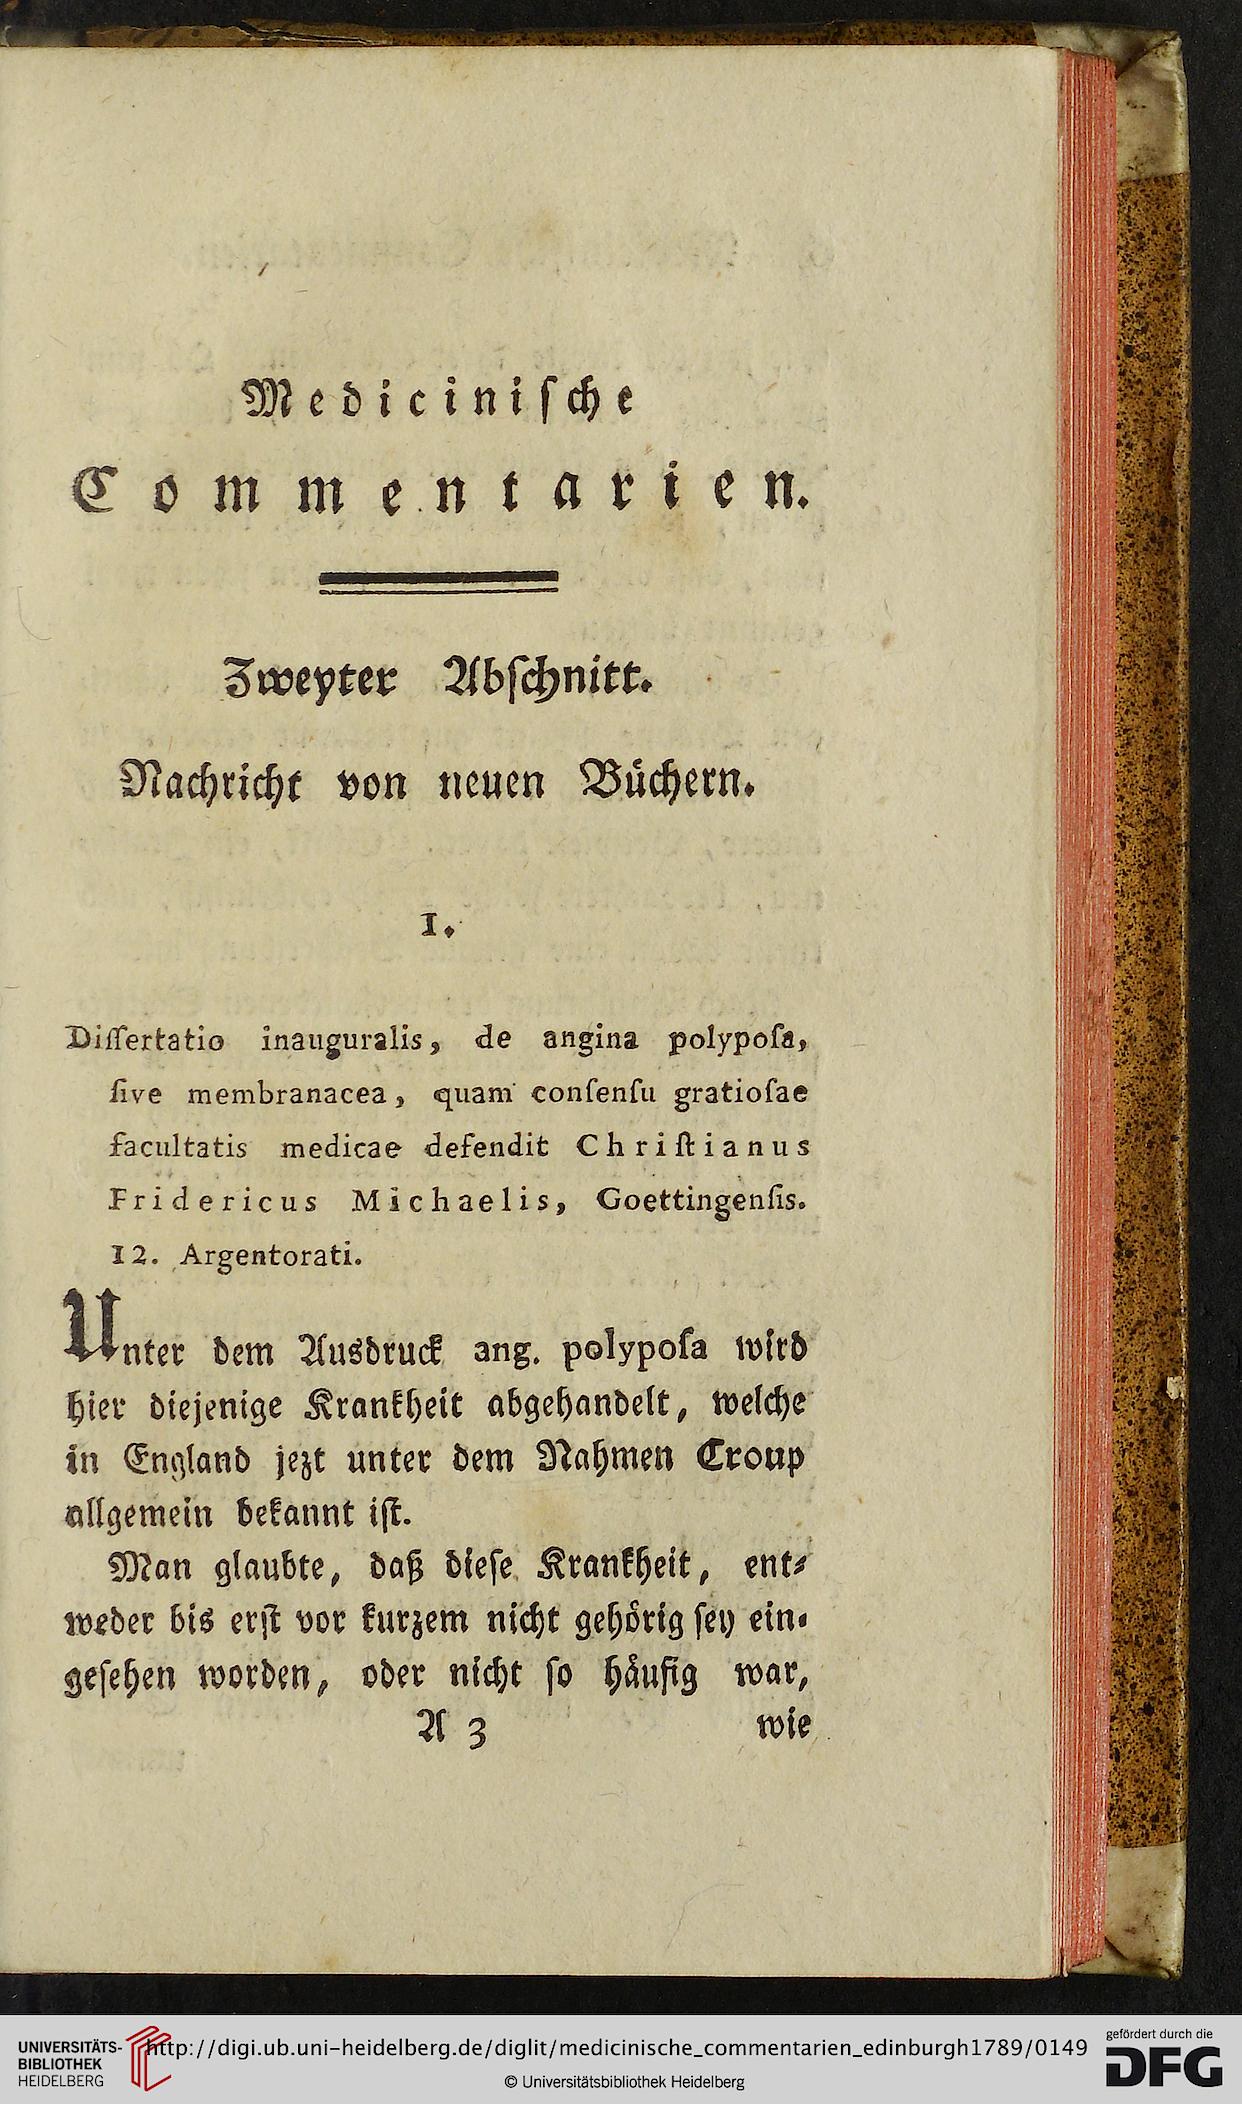 Mediciniſche
Commentarien.
Zweyter Abſchnitt.
Nachricht von neuen Büchern.
I.
Diſſertatio inauguralis, de angina polypoſa,
ſive membranacea, quam conſenſu gratioſae
facultatis medicae defendit Chriſtianus
Fridericus Michaelis, Goettingenſis.
12. Argentorati.
Unter dem Ausdruck ang. polypoſa wird
hier diejenige Krankheit abgehandelt, welche
in England jezt unter dem Nahmen Croup
allgemein bekannt iſt.
Man glaubte, daß dieſe Krankheit, ent⸗
weder bis erſt vor kurzem nicht gehörig ſey ein⸗
geſehen worden, oder nicht ſo häufig war,
A 3 wie
UNIVERSITÄTS-
BIBLIOTHEK
HEIDELBERG
http://digi.ub.uni-heidelberg.de/diglit/medicinische_commentarien_edinburgh1789/0149
© Universitätsbibliothek Heidelberg
gefördert durch die
DFG